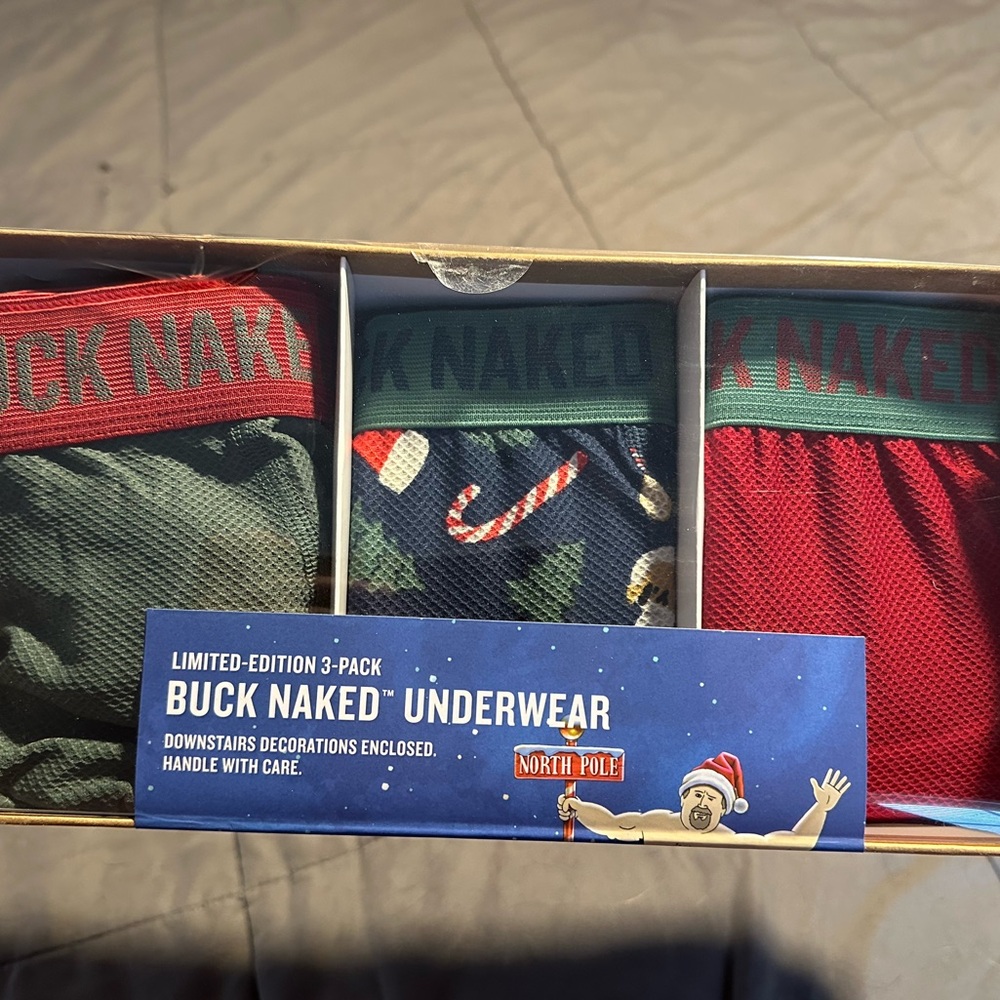 UCK NAKE
K NAKED
K NAKED
LIMITED-EDITION 3-PACK
BUCK NAKED™ UNDERWEAR
DOWNSTAIRS DECORATIONS ENCLOSED.
HANDLE WITH CARE.
NORTH POLE